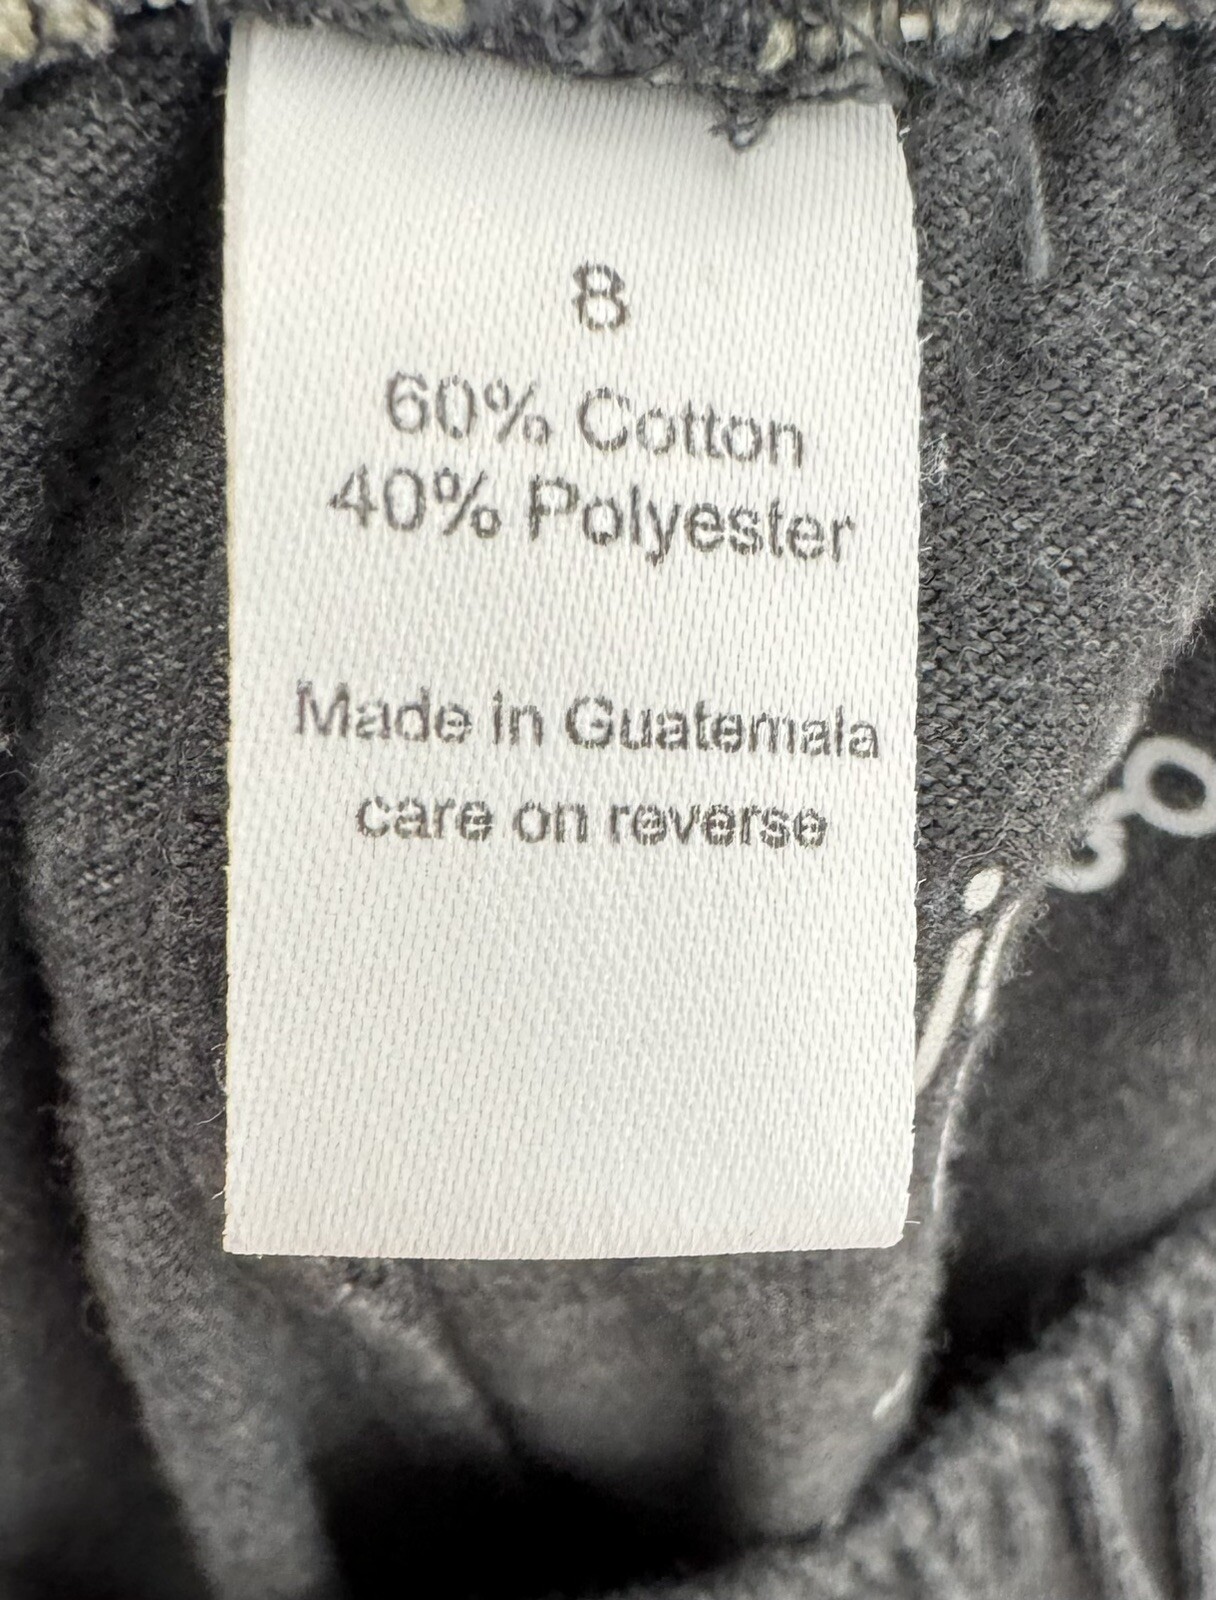 8
60% Cotton
40% Polyester
Made in Guatemala
care on reverse